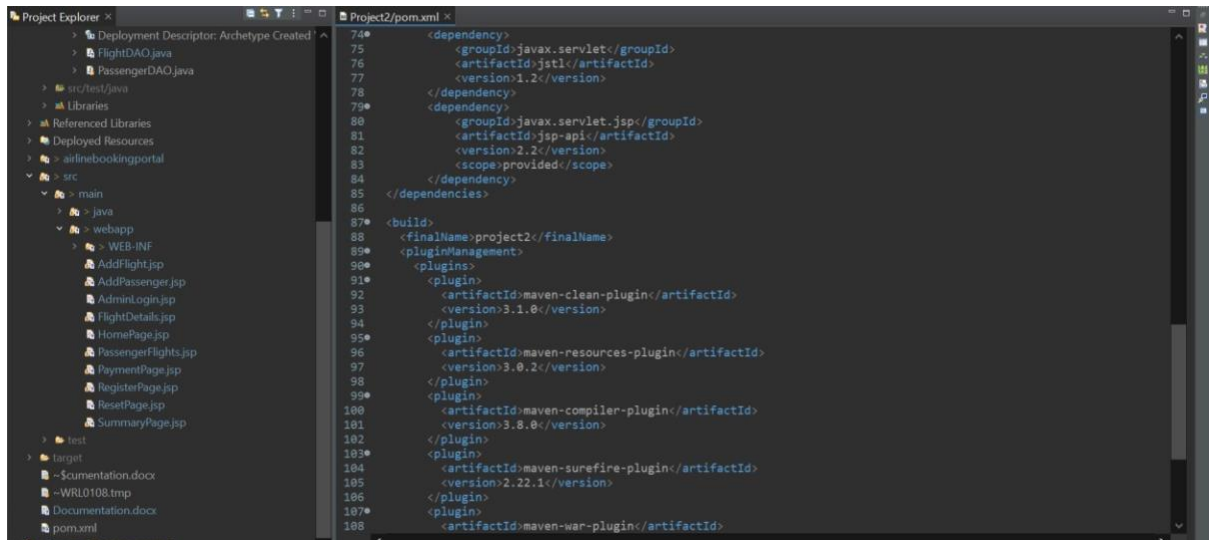 Project Explorer ×
> Deployment Descriptor: Archetype Created
> FlightDAO.java
> PassengerDAO.java
> src/test/java
> Libraries
> Referenced Libraries
> Deployed Resources
> > airlinebookingportal
> src
> main
> > java
> webapp
> > WEB-INF
AddFlight.jsp
AddPassenger.jsp
AdminLogin.jsp
FlightDetails.jsp
HomePage.jsp
PassengerFlights.jsp
PaymentPage.jsp
RegisterPage.jsp
ResetPage.jsp
SummaryPage.jsp
> test
> target
~$cumentation.docx
~WRL0108.tmp
Documentation.docx
pom.xml
Project2/pom.xml ×
74 <dependency>
75 <groupId>javax.servlet</groupId>
76 <artifactId>jstl</artifactId>
77 <version>1.2</version>
78 </dependency>
79 <dependency>
80 <groupId>javax.servlet.jsp</groupId>
81 <artifactId>jsp-api</artifactId>
82 <version>2.2</version>
83 <scope>provided</scope>
84 </dependency>
85 </dependencies>
86
87 <build>
88 <finalName>project2</finalName>
89 <pluginManagement>
90 <plugins>
91 <plugin>
92 <artifactId>maven-clean-plugin</artifactId>
93 <version>3.1.0</version>
94 </plugin>
95 <plugin>
96 <artifactId>maven-resources-plugin</artifactId>
97 <version>3.0.2</version>
98 </plugin>
99 <plugin>
100 <artifactId>maven-compiler-plugin</artifactId>
101 <version>3.8.0</version>
102 </plugin>
103 <plugin>
104 <artifactId>maven-surefire-plugin</artifactId>
105 <version>2.22.1</version>
106 </plugin>
107 <plugin>
108 <artifactId>maven-war-plugin</artifactId>